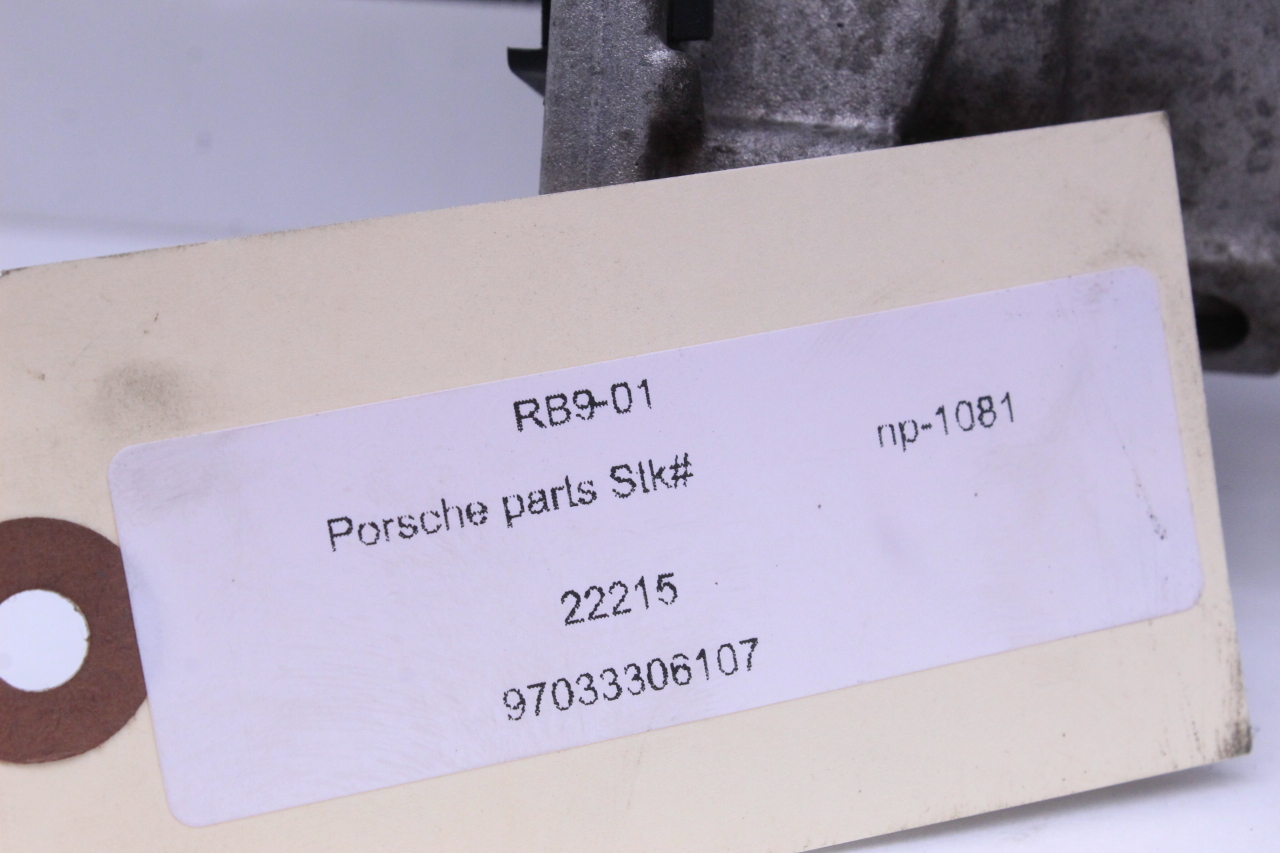 RB9-01 np-1081
Porsche parts Stk#
22215
97033306107